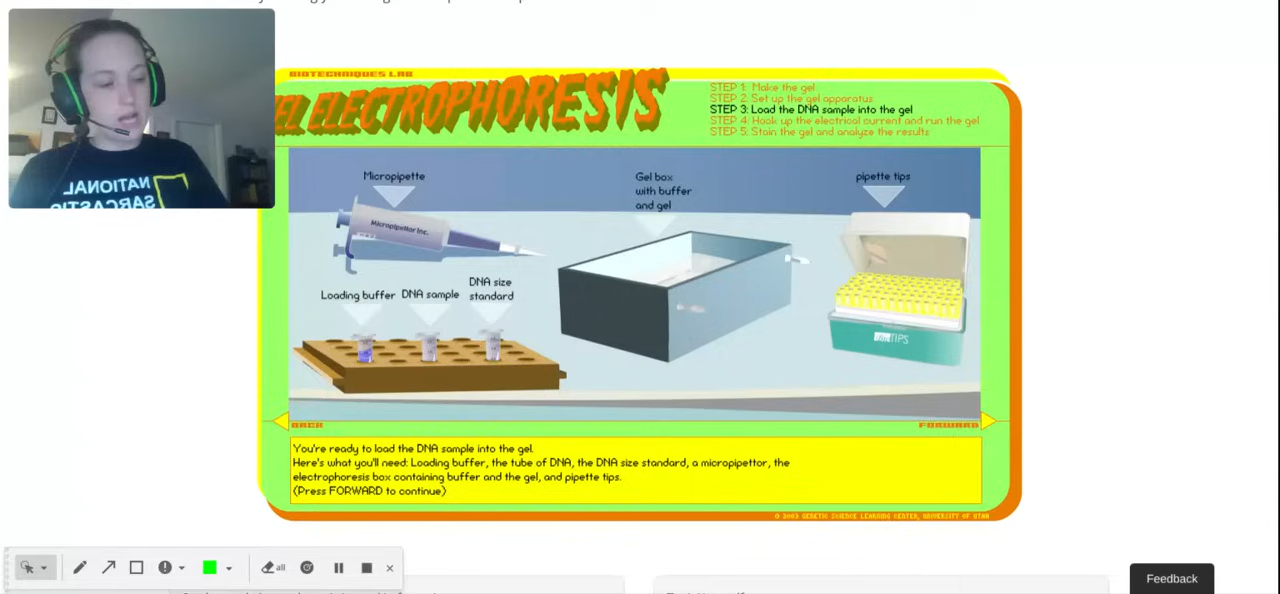 BIOTECHNIQUES LAB
GEL ELECTROPHORESIS
STEP 1: Make the gel
STEP 2: Set up the gel apparatus
STEP 3: Load the DNA sample into the gel
STEP 4: Hook up the electrical current and run the gel
STEP 5: Stain the gel and analyze the results
NATIONAL
SARCASTIC
Micropipette
Gel box
with buffer
and gel
pipette tips
Micropipettor Inc.
Loading buffer
DNA sample
DNA size
standard
TIPS
BACK
FORWARD
You're ready to load the DNA sample into the gel.
Here's what you'll need: Loading buffer, the tube of DNA, the DNA size standard, a micropipettor, the
electrophoresis box containing buffer and the gel, and pipette tips.
(Press FORWARD to continue)
© 2003 GENETIC SCIENCE LEARNING CENTER, UNIVERSITY OF UTAH
all
Feedback